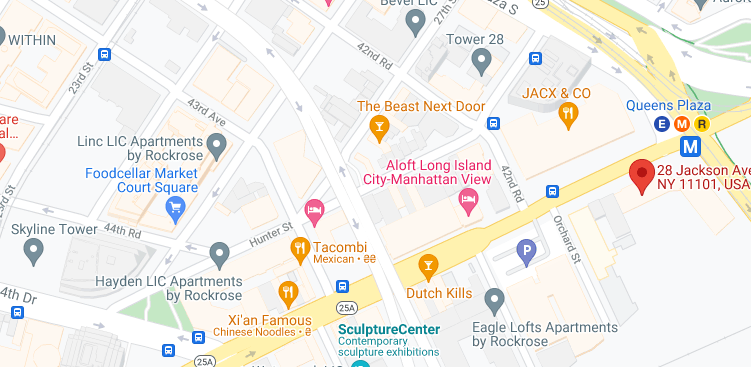 Bevel LIC
Plaza S
25
WITHIN
42nd Rd
Tower 28
27th St
23rd St
JACX & CO
The Beast Next Door
Queens Plaza
43rd Ave
E M R
M
Linc LIC Apartments
by Rockrose
Aloft Long Island
City-Manhattan View
28 Jackson Ave
NY 11101, USA
Foodcellar Market
Court Square
42nd Rd
23rd St
Skyline Tower
44th Rd
Hunter St
Orchard St
Tacombi
Mexican
P
Hayden LIC Apartments
by Rockrose
Dutch Kills
4th Dr
25A
Xi'an Famous
Chinese Noodles
SculptureCenter
Contemporary
sculpture exhibitions
Eagle Lofts Apartments
by Rockrose
25A